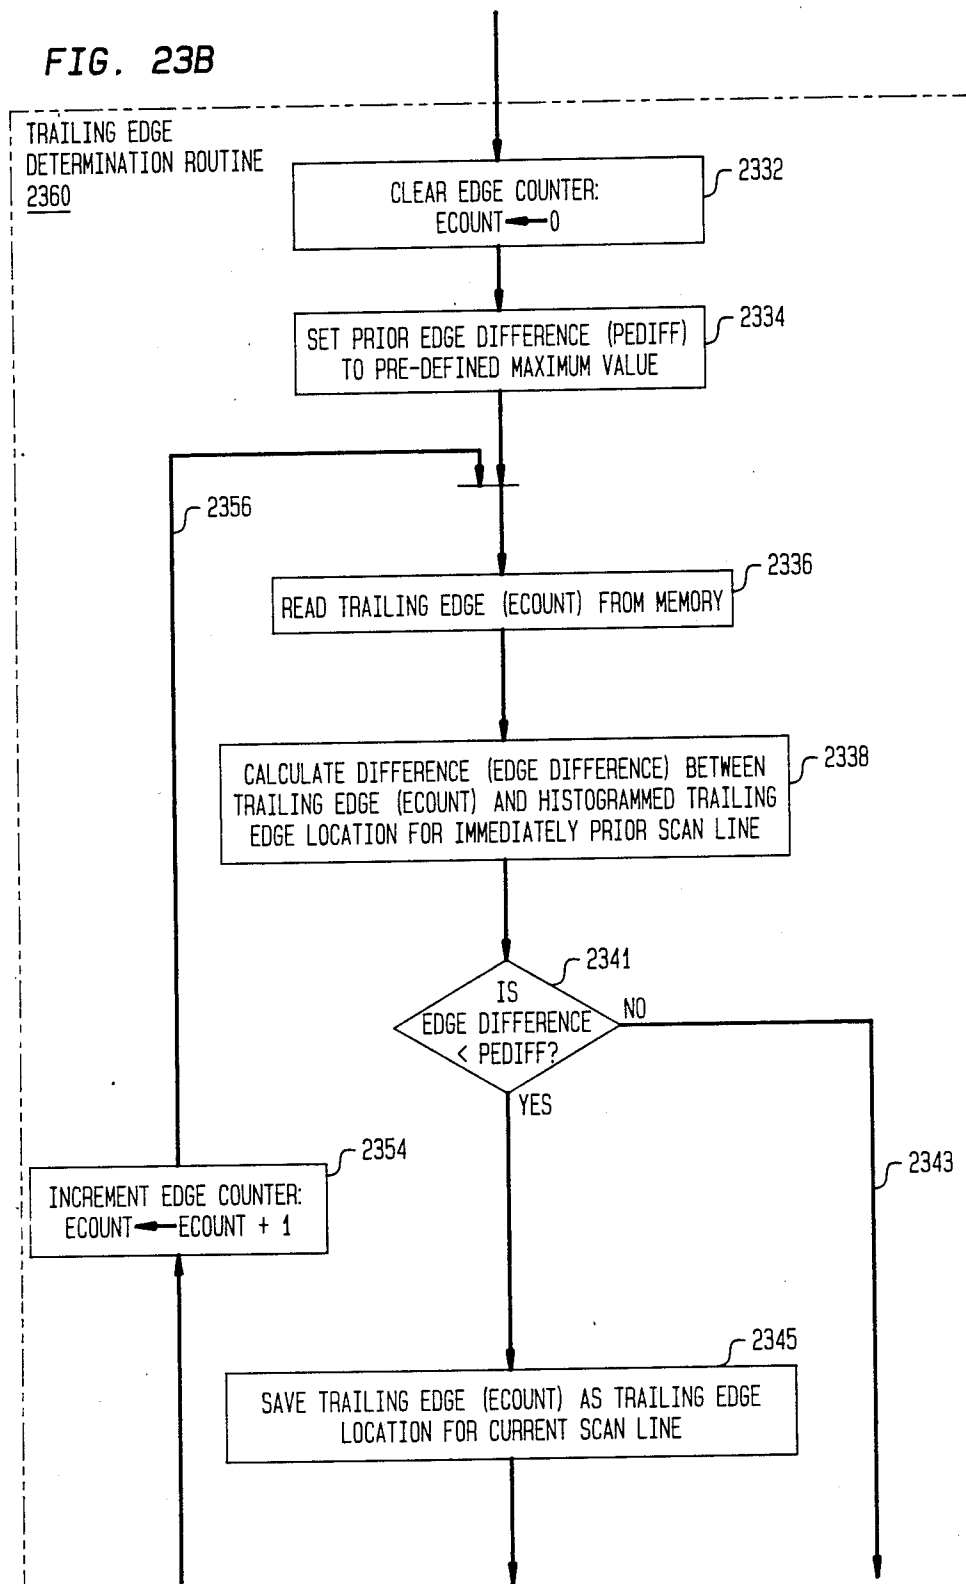 FIG. 23B
TRAILING EDGE
DETERMINATION ROUTINE
2360
CLEAR EDGE COUNTER:
ECOUNT←0
2332
SET PRIOR EDGE DIFFERENCE (PEDIFF)
TO PRE-DEFINED MAXIMUM VALUE
2334
2356
READ TRAILING EDGE (ECOUNT) FROM MEMORY
2336
CALCULATE DIFFERENCE (EDGE DIFFERENCE) BETWEEN
TRAILING EDGE (ECOUNT) AND HISTOGRAMMED TRAILING
EDGE LOCATION FOR IMMEDIATELY PRIOR SCAN LINE
2338
IS
EDGE DIFFERENCE
< PEDIFF?
2341
NO
YES
2343
INCREMENT EDGE COUNTER:
ECOUNT←ECOUNT + 1
2354
SAVE TRAILING EDGE (ECOUNT) AS TRAILING EDGE
LOCATION FOR CURRENT SCAN LINE
2345